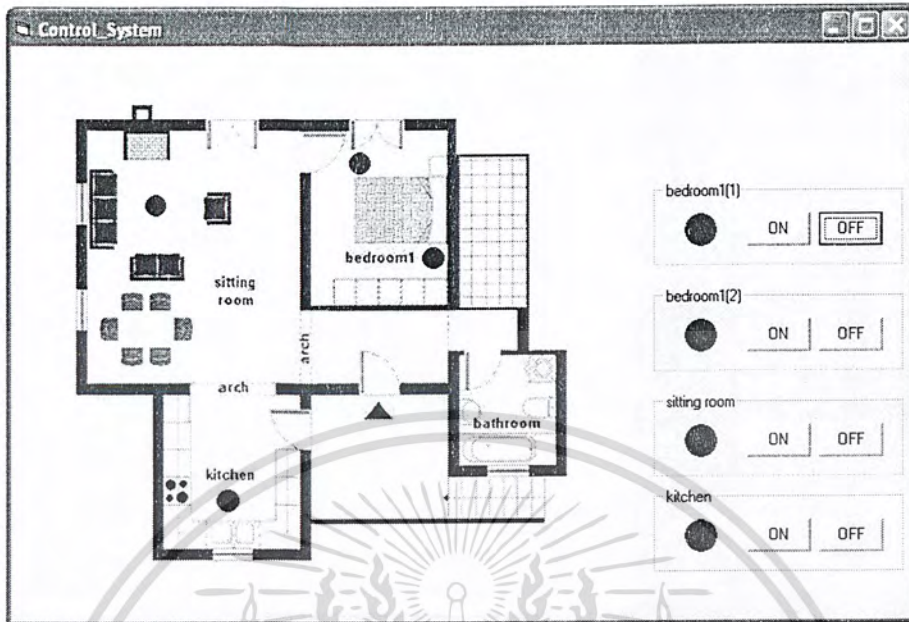 Control_System
bedroom1
sitting
room
arch
arch
bathroom
kitchen
bedroom1(1)
ON OFF
bedroom1(2)
ON OFF
sitting room
ON OFF
kitchen
ON OFF